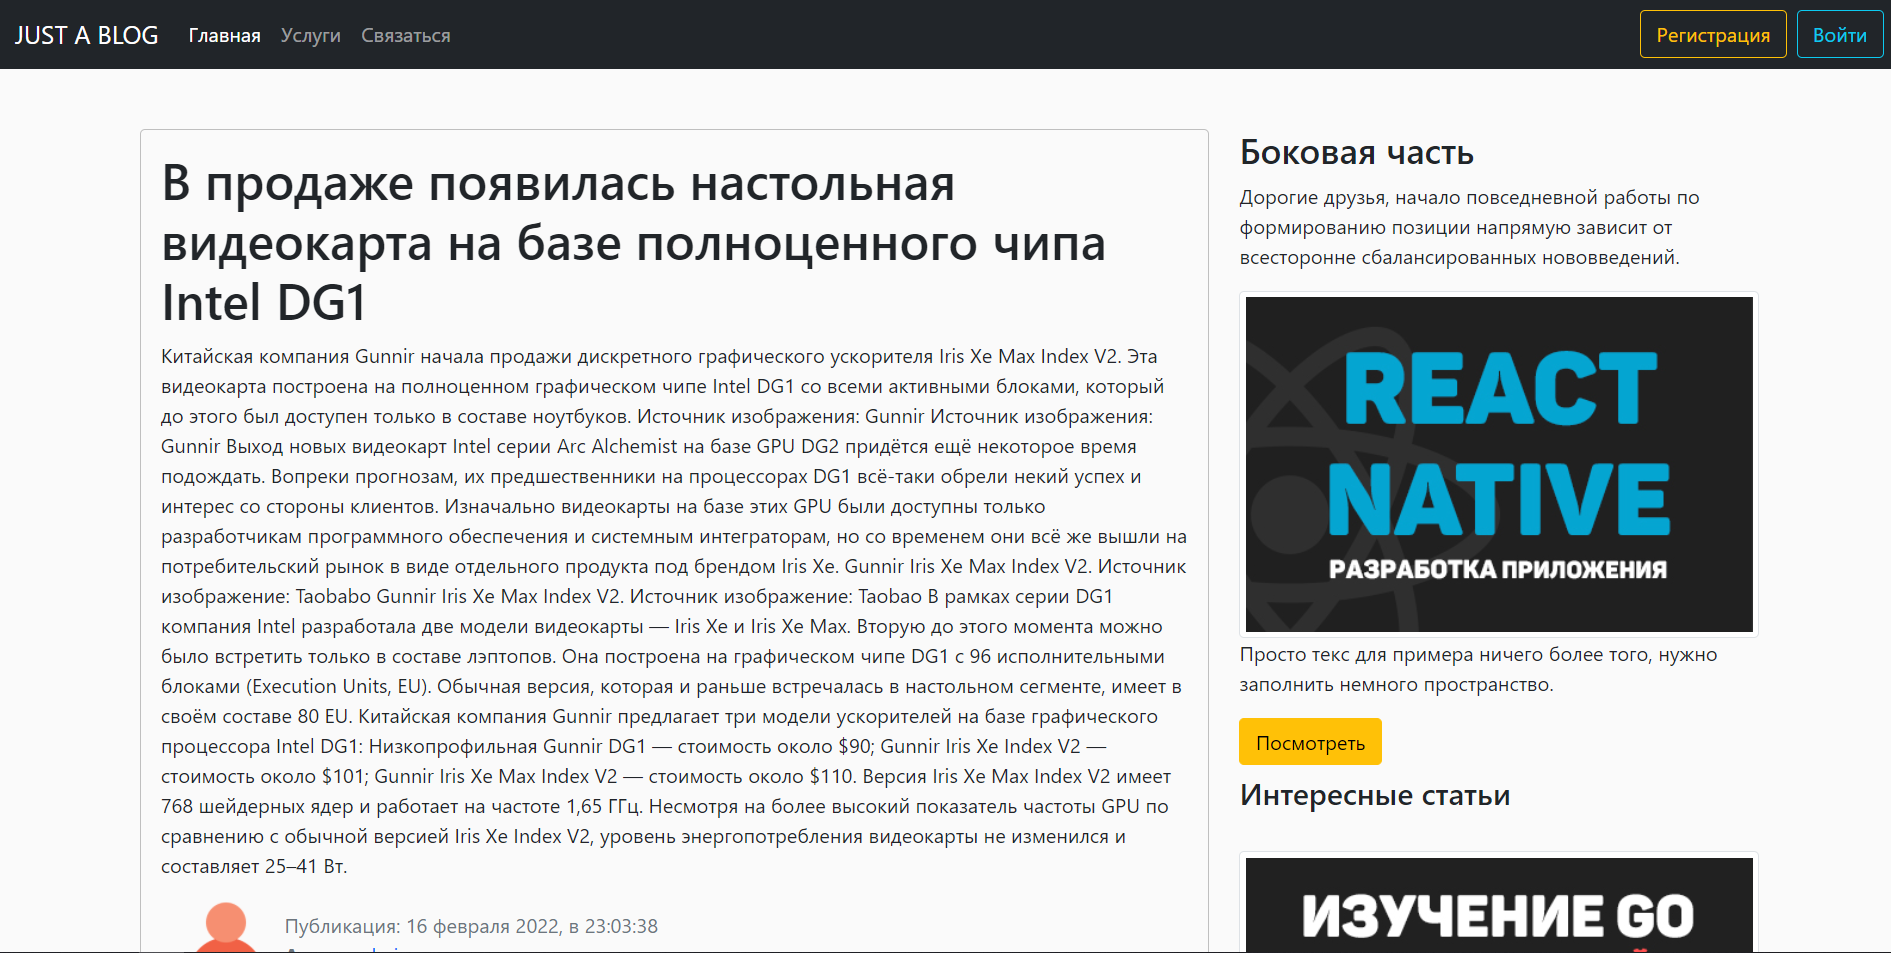 JUST A BLOG
Главная
Услуги
Связаться
Регистрация
Войти
В продаже появилась настольная
видеокарта на базе полноценного чипа
Intel DG1
Китайская компания Gunnir начала продажи дискретного графического ускорителя Iris Xe Max Index V2. Эта
видеокарта построена на полноценном графическом чипе Intel DG1 со всеми активными блоками, который
до этого был доступен только в составе ноутбуков. Источник изображения: Gunnir Источник изображения:
Gunnir Выход новых видеокарт Intel серии Arc Alchemist на базе GPU DG2 придётся ещё некоторое время
подождать. Вопреки прогнозам, их предшественники на процессорах DG1 всё-таки обрели некий успех и
интерес со стороны клиентов. Изначально видеокарты на базе этих GPU были доступны только
разработчикам программного обеспечения и системным интеграторам, но со временем они всё же вышли на
потребительский рынок в виде отдельного продукта под брендом Iris Xe. Gunnir Iris Xe Max Index V2. Источник
изображение: Taobabo Gunnir Iris Xe Max Index V2. Источник изображение: Taobao В рамках серии DG1
компания Intel разработала две модели видеокарты — Iris Xe и Iris Xe Max. Вторую до этого момента можно
было встретить только в составе лэптопов. Она построена на графическом чипе DG1 с 96 исполнительными
блоками (Execution Units, EU). Обычная версия, которая и раньше встречалась в настольном сегменте, имеет в
своём составе 80 EU. Китайская компания Gunnir предлагает три модели ускорителей на базе графического
процессора Intel DG1: Низкопрофильная Gunnir DG1 — стоимость около $90; Gunnir Iris Xe Index V2 —
стоимость около $101; Gunnir Iris Xe Max Index V2 — стоимость около $110. Версия Iris Xe Max Index V2 имеет
768 шейдерных ядер и работает на частоте 1,65 ГГц. Несмотря на более высокий показатель частоты GPU по
сравнению с обычной версией Iris Xe Index V2, уровень энергопотребления видеокарты не изменился и
составляет 25–41 Вт.
Публикация: 16 февраля 2022, в 23:03:38
Боковая часть
Дорогие друзья, начало повседневной работы по
формированию позиции напрямую зависит от
всесторонне сбалансированных нововведений.
REACT
NATIVE
РАЗРАБОТКА ПРИЛОЖЕНИЯ
Просто текс для примера ничего более того, нужно
заполнить немного пространство.
Посмотреть
Интересные статьи
ИЗУЧЕНИЕ GO